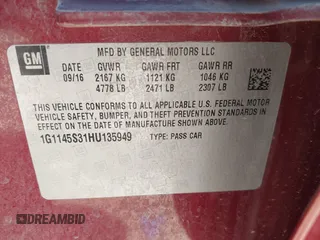 GM
MFD BY GENERAL MOTORS LLC
DATE GVWR GAWR FRT GAWR RR
09/16 2167 KG 1121 KG 1046 KG
4778 LB 2471 LB 2307 LB
THIS VEHICLE CONFORMS TO ALL APPLICABLE U.S. FEDERAL MOTOR
VEHICLE SAFETY, BUMPER, AND THEFT PREVENTION STANDARDS IN
EFFECT ON THE DATE OF MANUFACTURE SHOWN ABOVE.
1G1145S31HU135949 TYPE: PASS CAR
1DREAMBID